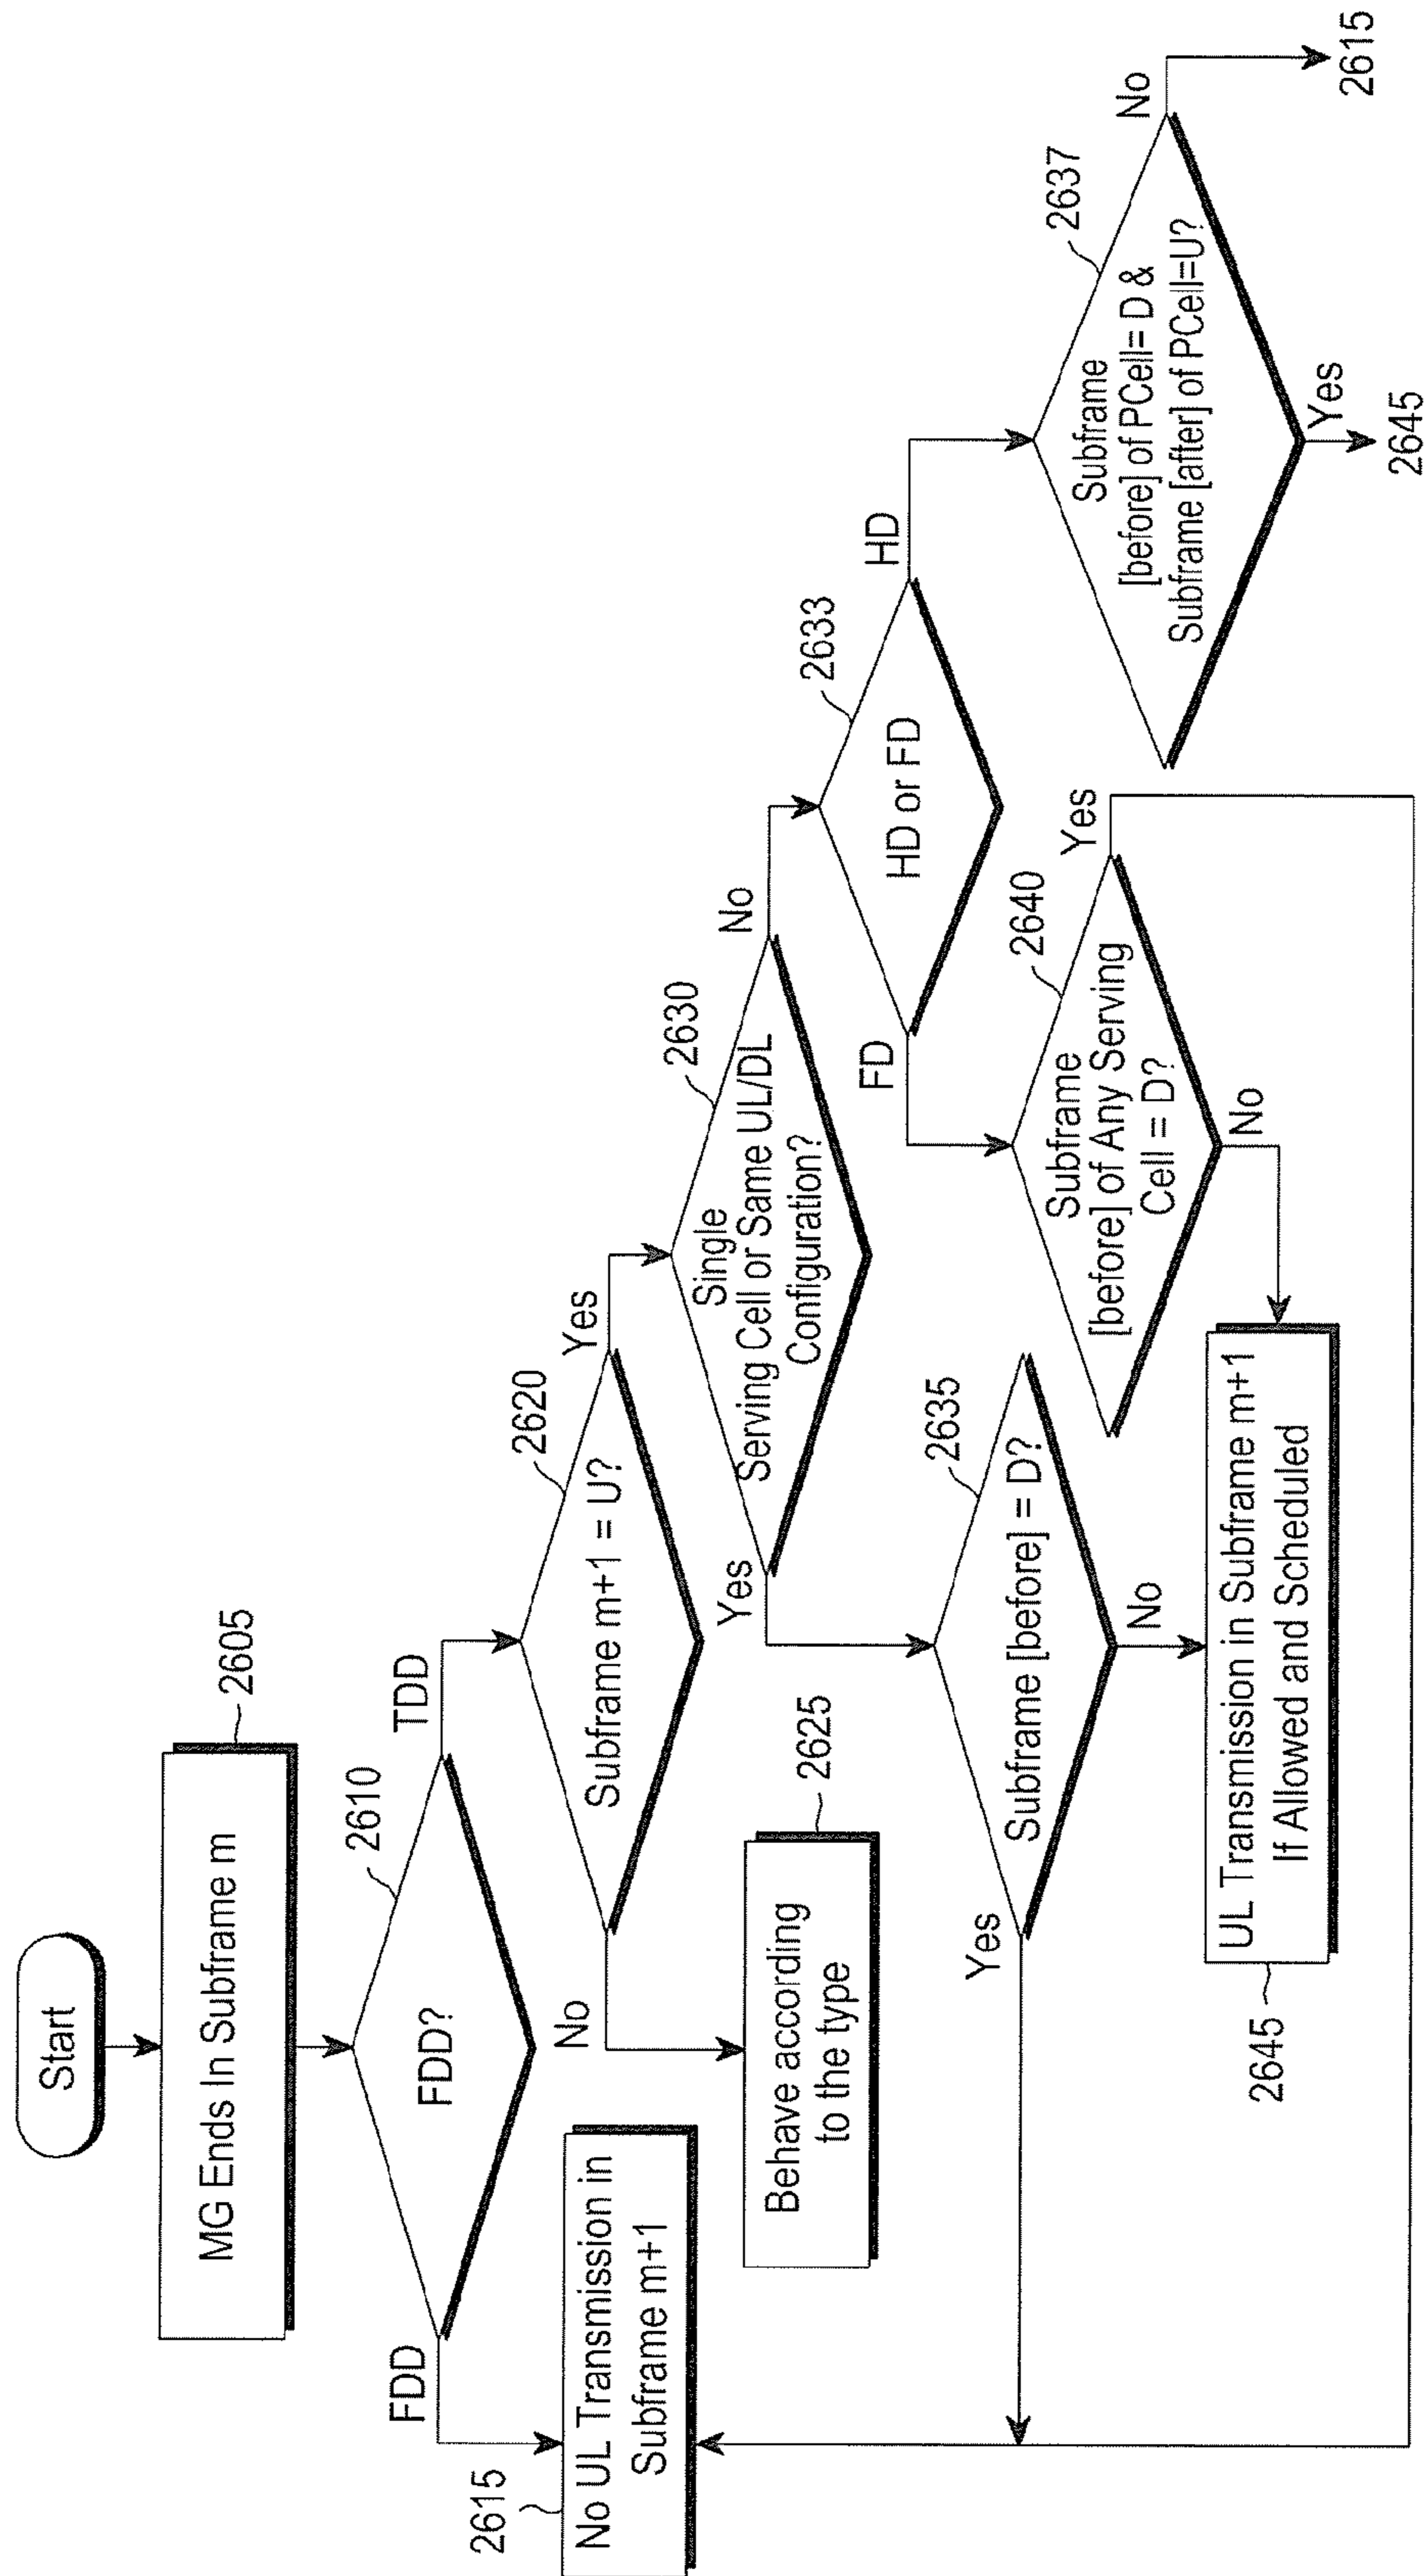 Start
MG Ends In Subframe m
2605
FDD?
2610
FDD
TDD
2615
No UL Transmission in
Subframe m+1
Subframe m+1 = U?
2620
No
Yes
Behave according
to the type
2625
Single
Serving Cell or Same UL/DL
Configuration?
2630
Yes
No
Subframe [before] = D?
2635
Yes
No
HD or FD
2633
FD
HD
Subframe
[before] of Any Serving
Cell = D?
2640
Yes
No
UL Transmission in Subframe m+1
If Allowed and Scheduled
2645
Subframe
[before] of PCell= D &
Subframe [after] of PCell=U?
2637
No
2615
Yes
2645